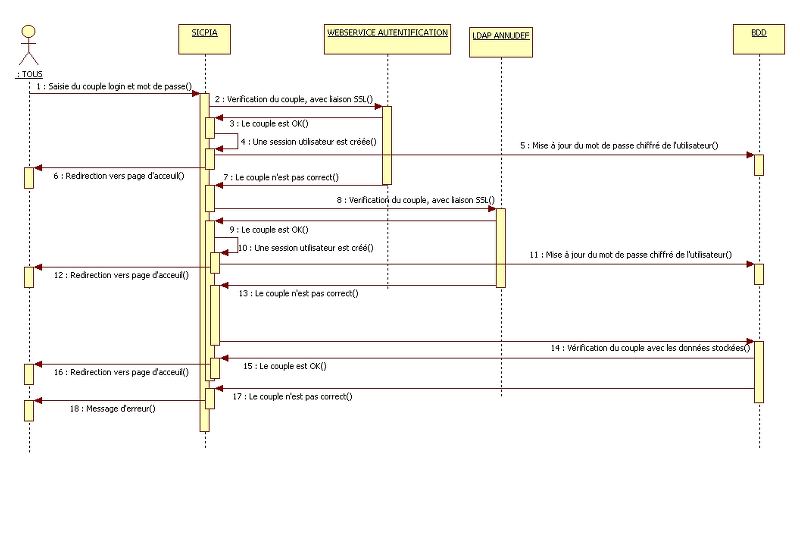 SICPIA
WEBSERVICE AUTENTIFICATION
LDAP ANNUDEF
BDD
: TOUS
1 : Saisie du couple login et mot de passe()
2 : Verification du couple, avec liaison SSL()
3 : Le couple est OK()
4 : Une session utilisateur est créée()
5 : Mise à jour du mot de passe chiffré de l'utilisateur()
6 : Redirection vers page d'acceuil()
7 : Le couple n'est pas correct()
8 : Verification du couple, avec liaison SSL()
9 : Le couple est OK()
10 : Une session utilisateur est créé()
11 : Mise à jour du mot de passe chiffré de l'utilisateur()
12 : Redirection vers page d'acceuil()
13 : Le couple n'est pas correct()
14 : Vérification du couple avec les données stockées()
15 : Le couple est OK()
16 : Redirection vers page d'acceuil()
17 : Le couple n'est pas correct()
18 : Message d'erreur()